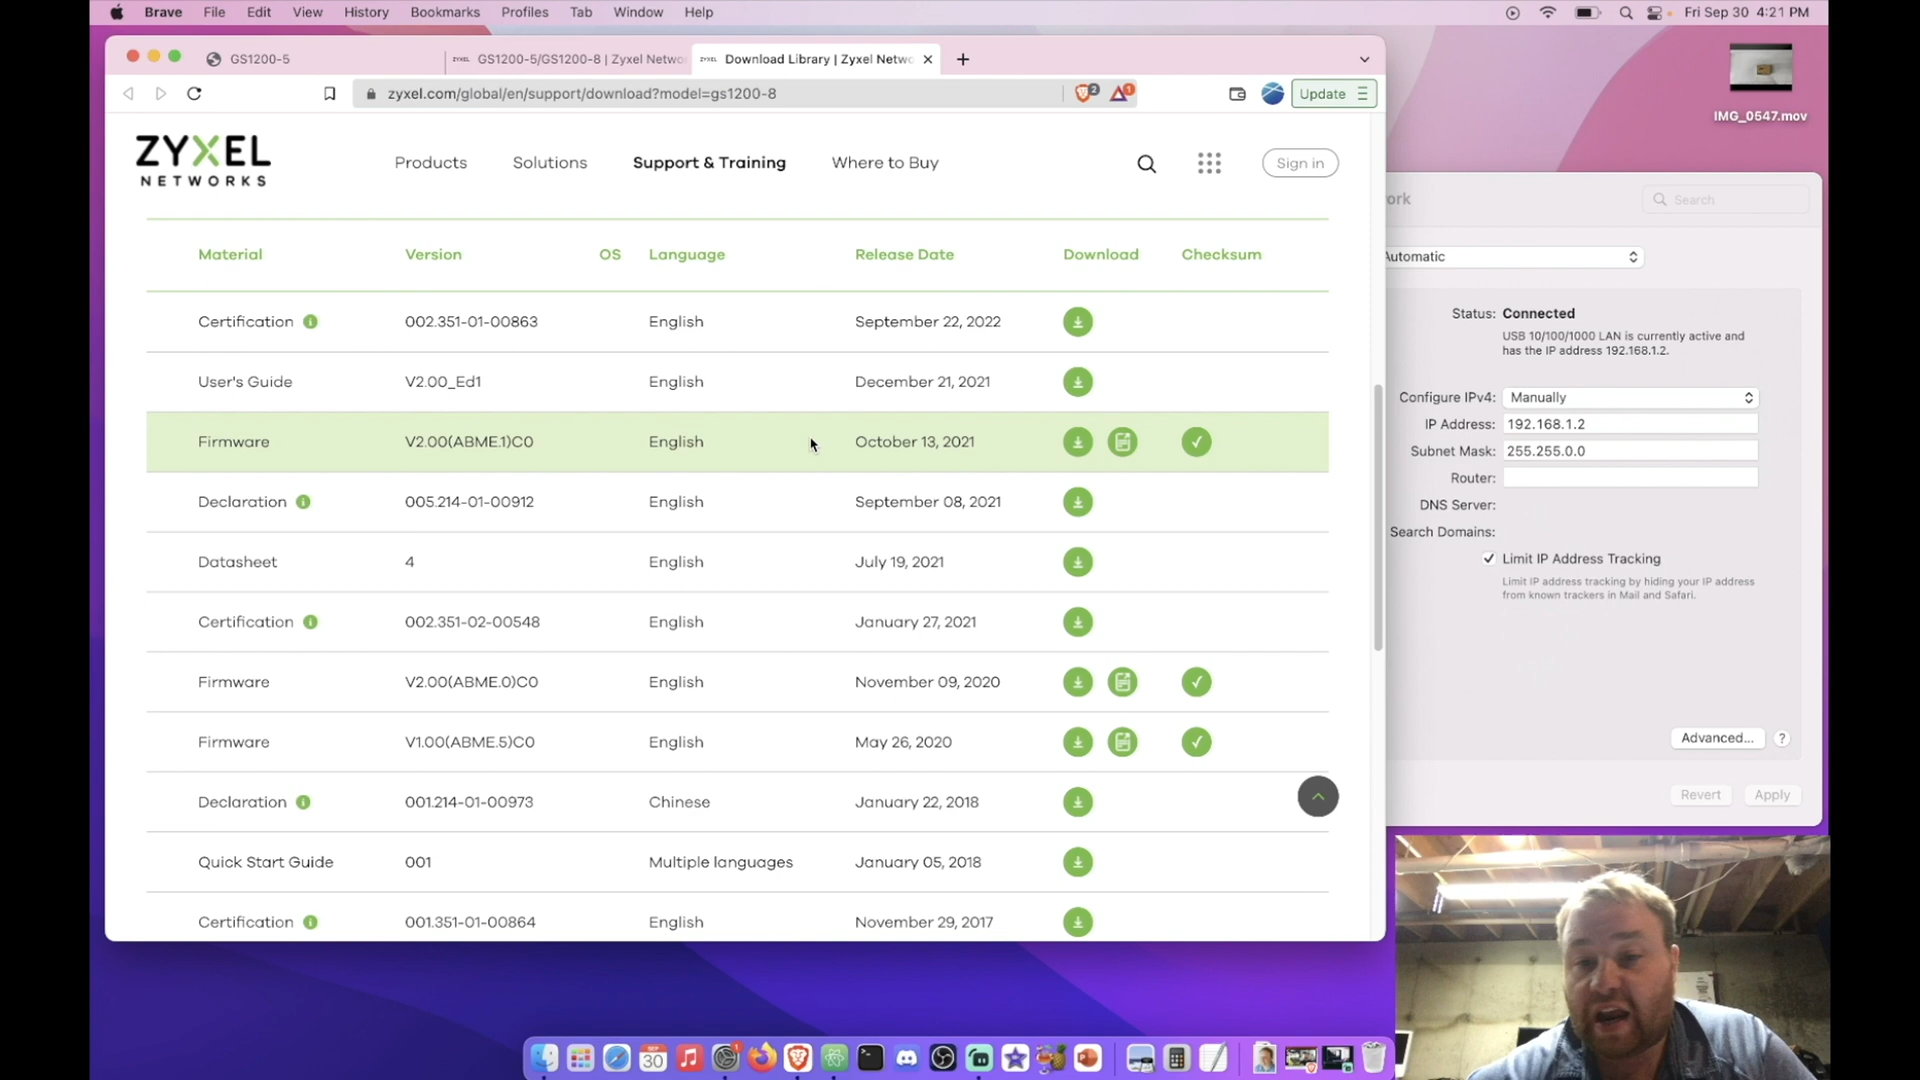 Brave File Edit View History Bookmarks Profiles Tab Window Help Fri Sep 30 4:21 PM
GS1200-5 GS1200-5/GS1200-8 | Zyxel Netwo Download Library | Zyxel Netwo
zyxel.com/global/en/support/download?model=gs1200-8 2 1 Update
IMG_0547.mov
ZYXEL
NETWORKS
Products Solutions Support & Training Where to Buy Sign in
Material Version OS Language Release Date Download Checksum
Certification 002.351-01-00863 English September 22, 2022
User's Guide V2.00_Ed1 English December 21, 2021
Firmware V2.00(ABME.1)C0 English October 13, 2021
Declaration 005.214-01-00912 English September 08, 2021
Datasheet 4 English July 19, 2021
Certification 002.351-02-00548 English January 27, 2021
Firmware V2.00(ABME.0)C0 English November 09, 2020
Firmware V1.00(ABME.5)C0 English May 26, 2020
Declaration 001.214-01-00973 Chinese January 22, 2018
Quick Start Guide 001 Multiple languages January 05, 2018
Certification 001.351-01-00864 English November 29, 2017
ork Search
Automatic
Status: Connected
USB 10/100/1000 LAN is currently active and
has the IP address 192.168.1.2.
Configure IPv4: Manually
IP Address: 192.168.1.2
Subnet Mask: 255.255.0.0
Router:
DNS Server:
Search Domains:
Limit IP Address Tracking
Limit IP address tracking by hiding your IP address
from known trackers in Mail and Safari.
Advanced... ?
Revert Apply
30 1